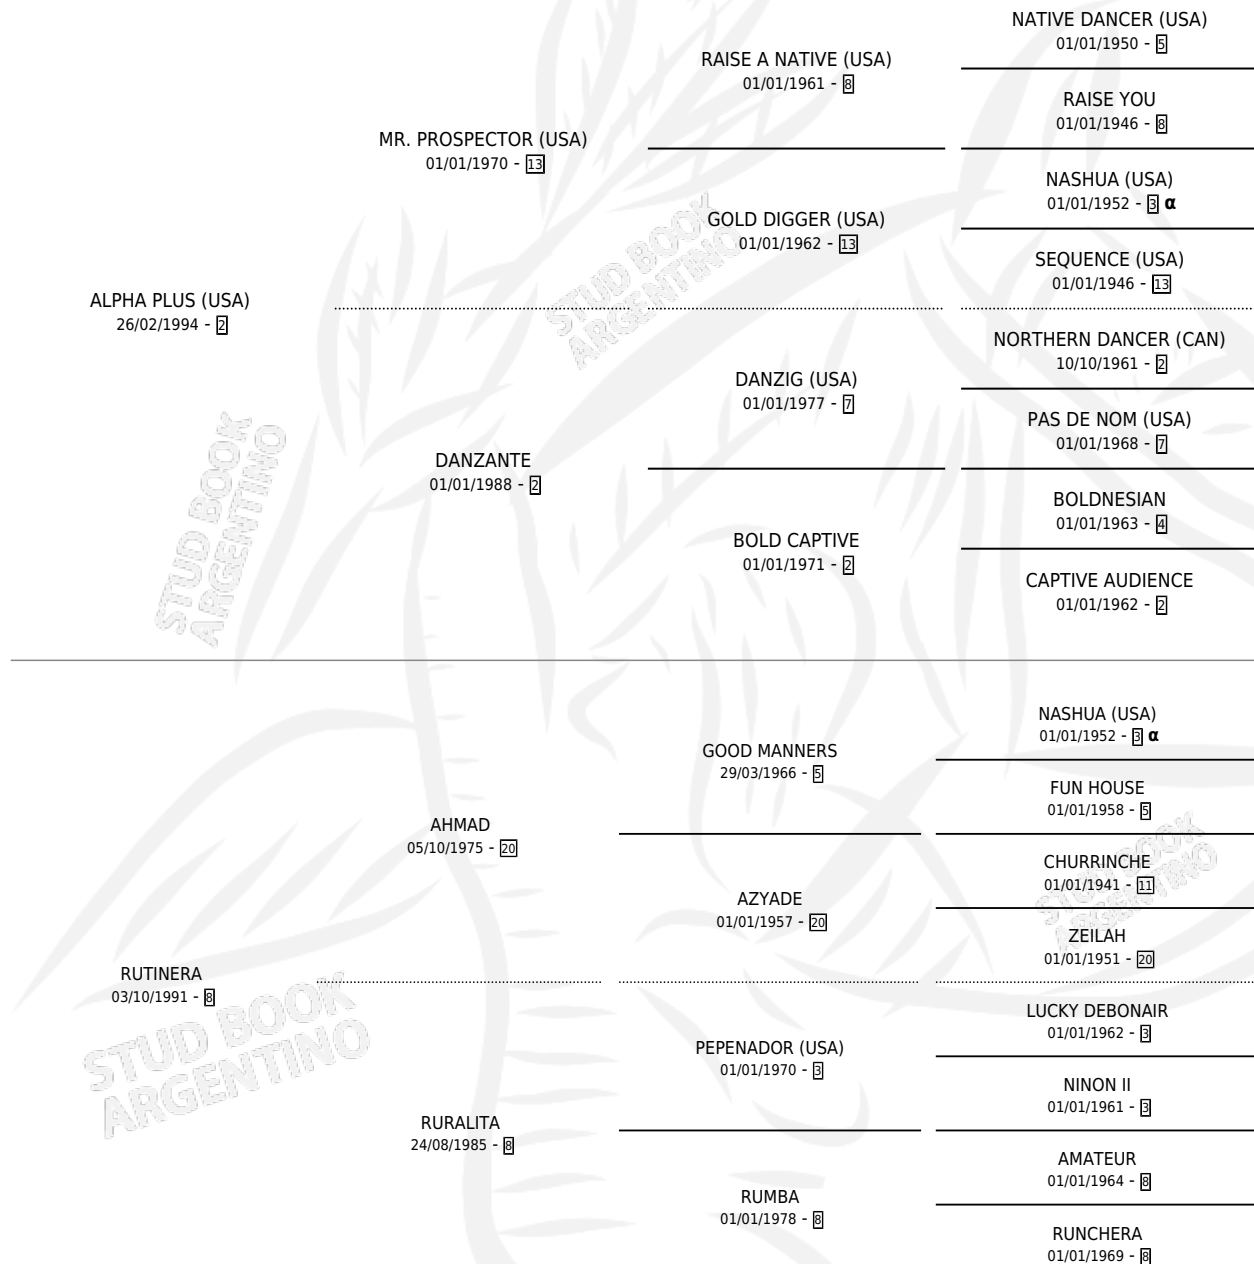 NATIVE DANCER (USA)
01/01/1950 - 5
RAISE A NATIVE (USA)
01/01/1961 - 8
RAISE YOU
01/01/1946 - 8
MR. PROSPECTOR (USA)
01/01/1970 - 13
NASHUA (USA)
01/01/1952 - 3 α
GOLD DIGGER (USA)
01/01/1962 - 13
SEQUENCE (USA)
01/01/1946 - 13
ALPHA PLUS (USA)
26/02/1994 - 2
NORTHERN DANCER (CAN)
10/10/1961 - 2
DANZIG (USA)
01/01/1977 - 7
PAS DE NOM (USA)
01/01/1968 - 7
DANZANTE
01/01/1988 - 2
BOLDNESIAN
01/01/1963 - 4
BOLD CAPTIVE
01/01/1971 - 2
CAPTIVE AUDIENCE
01/01/1962 - 2
STUD BOOK
ARGENTINO
STUD BOOK
ARGENTINO
NASHUA (USA)
01/01/1952 - 3 α
GOOD MANNERS
29/03/1966 - 5
FUN HOUSE
01/01/1958 - 5
AHMAD
05/10/1975 - 20
CHURRINCHE
01/01/1941 - 11
AZYADE
01/01/1957 - 20
ZEILAH
01/01/1951 - 20
STUD BOOK
ARGENTINO
RUTINERA
03/10/1991 - 8
LUCKY DEBONAIR
01/01/1962 - 3
PEPENADOR (USA)
01/01/1970 - 3
NINON II
01/01/1961 - 3
STUD BOOK
ARGENTINO
RURALITA
24/08/1985 - 8
AMATEUR
01/01/1964 - 8
RUMBA
01/01/1978 - 8
RUNCHERA
01/01/1969 - 8